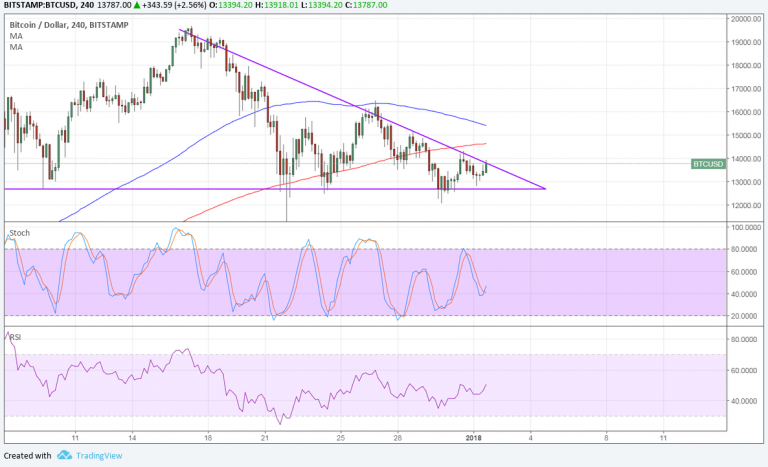 BITSTAMP:BTCUSD, 240 13787.00 ▲ +343.59 (+2.56%) O:13394.20 H:13918.01 L:13394.20 C:13787.00
Bitcoin / Dollar, 240, BITSTAMP
MA
MA
20000.00
19000.00
18000.00
17000.00
16000.00
15000.00
14000.00
BTCUSD
13000.00
12000.00
Stoch
100.0000
80.0000
60.0000
40.0000
20.0000
RSI
80.0000
60.0000
40.0000
11 14 18 21 25 28 2018 4 8 11
Created with TradingView